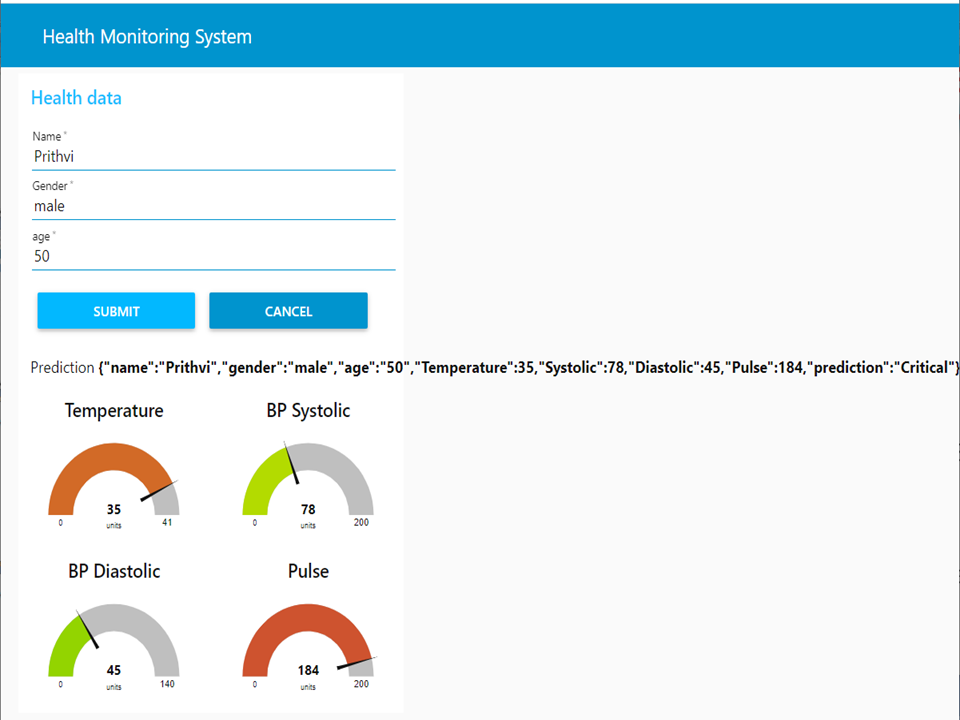 Health Monitoring System
Health data
Name *
Prithvi
Gender *
male
age *
50
SUBMIT CANCEL
Prediction {"name":"Prithvi","gender":"male","age":"50","Temperature":35,"Systolic":78,"Diastolic":45,"Pulse":184,"prediction":"Critical"}
Temperature BP Systolic
35 78
0 units 41 0 units 200
BP Diastolic Pulse
45 184
0 units 140 0 units 200